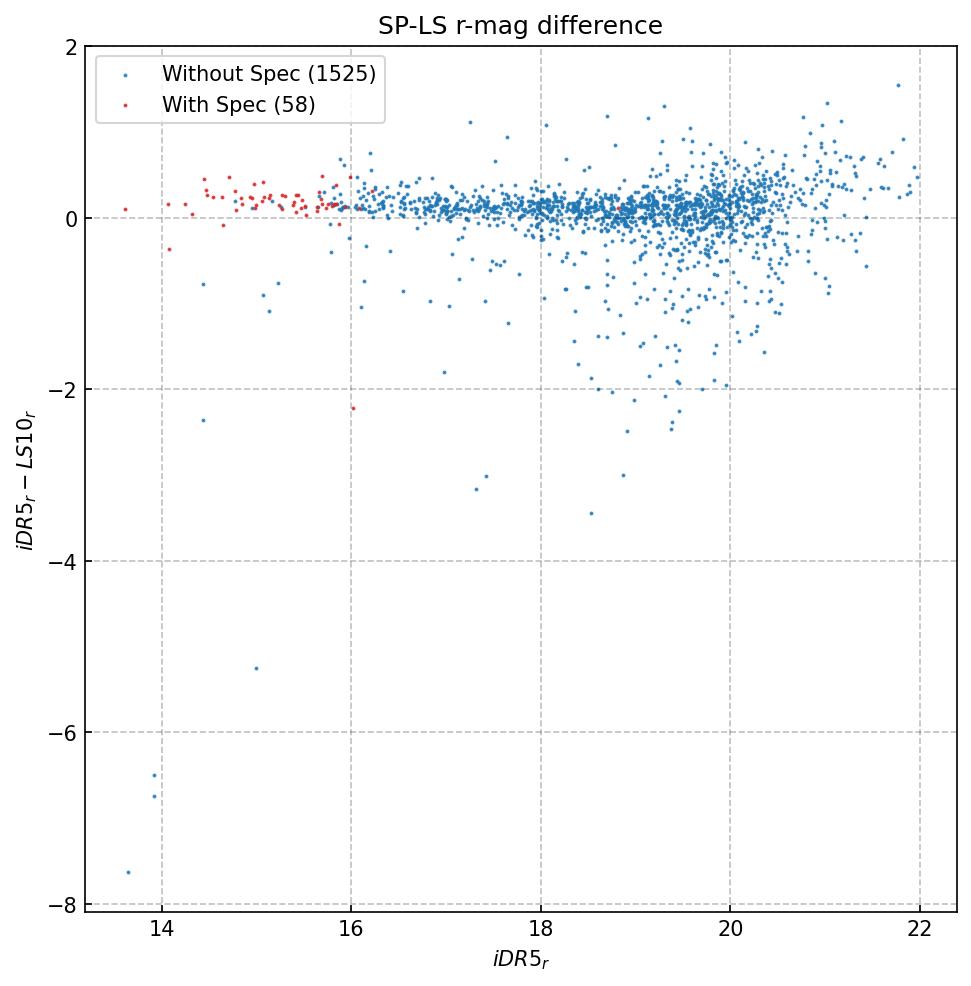 SP-LS r-mag difference
2
Without Spec (1525)
With Spec (58)
0
−2
−4
−6
−8
iDR5r − LS10r
14 16 18 20 22
iDR5r